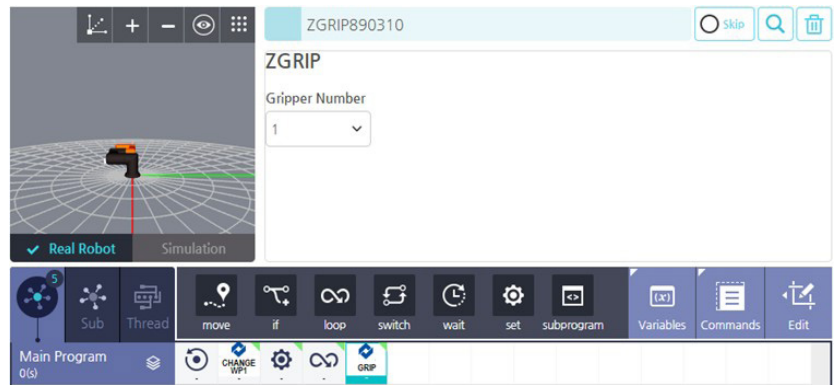 ZGRIP890310
Skip
ZGRIP
Gripper Number
1
Real Robot
Simulation
5
Sub
Thread
move
if
loop
switch
wait
set
subprogram
(x)
Variables
Commands
Edit
Main Program
0(s)
CHANGE
WP1
GRIP